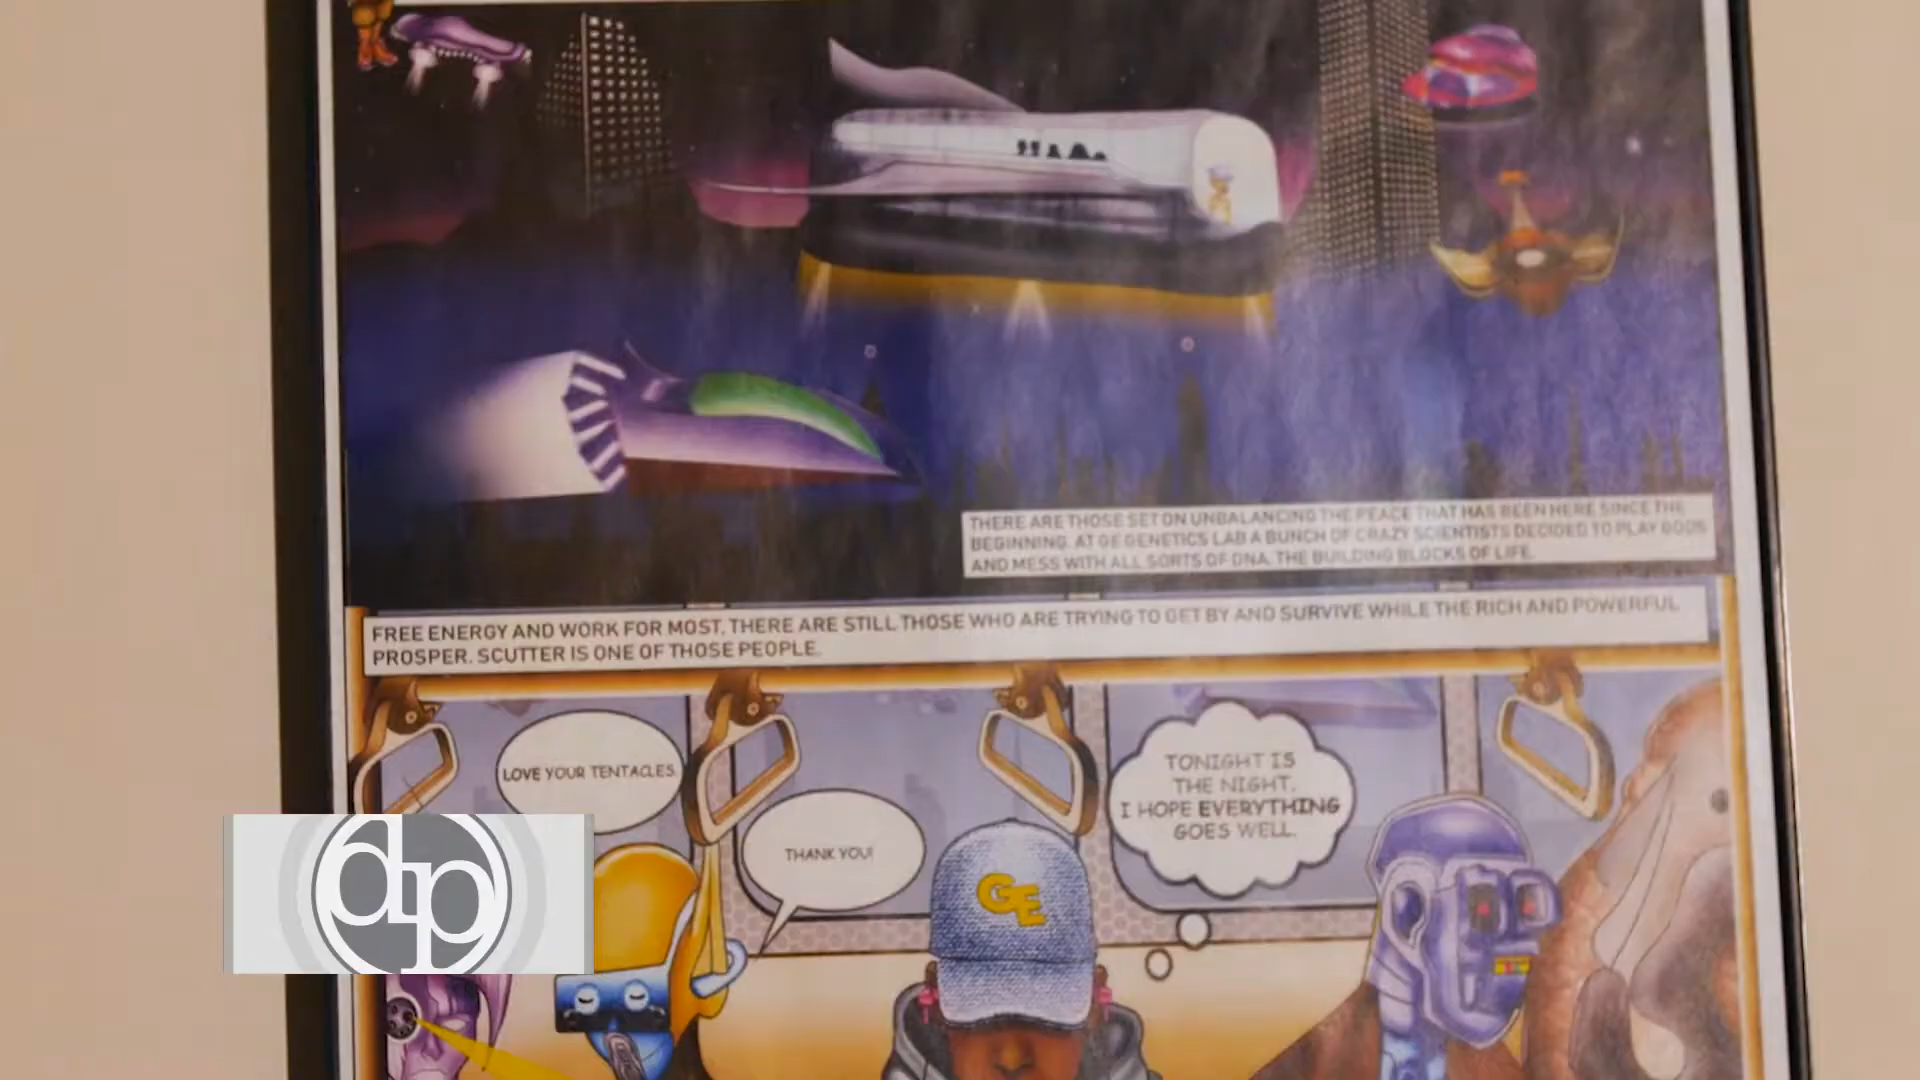 THERE ARE THOSE SET ON UNBALANCING THE PEACE THAT HAS BEEN HERE SINCE THE
BEGINNING. AT GE GENETICS LAB A BUNCH OF CRAZY SCIENTISTS DECIDED TO PLAY GODS
AND MESS WITH ALL SORTS OF DNA. THE BUILDING BLOCKS OF LIFE.
FREE ENERGY AND WORK FOR MOST. THERE ARE STILL THOSE WHO ARE TRYING TO GET BY AND SURVIVE WHILE THE RICH AND POWERFUL
PROSPER. SCUTTER IS ONE OF THOSE PEOPLE.
LOVE YOUR TENTACLES.
THANK YOU!
TONIGHT IS
THE NIGHT.
I HOPE EVERYTHING
GOES WELL.
GE
dp